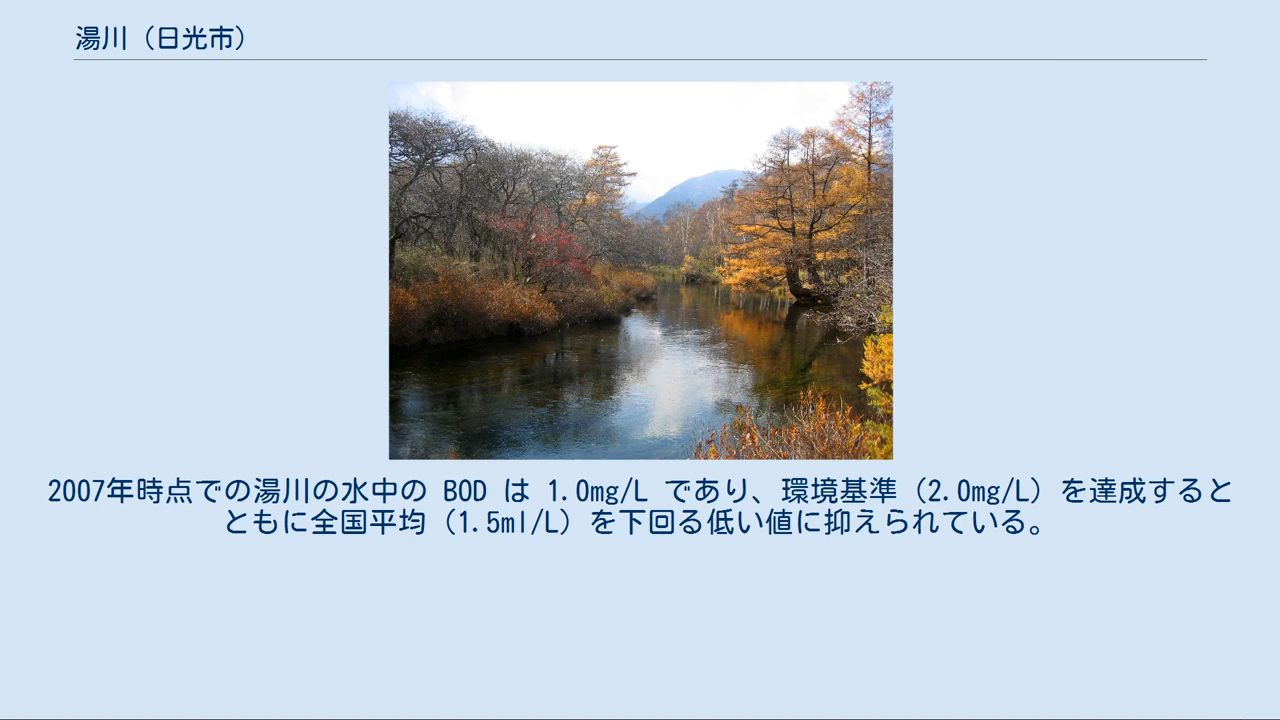 湯川（日光市）
2007年時点での湯川の水中の BOD は 1.0mg/L であり、環境基準（2.0mg/L）を達成すると
ともに全国平均（1.5ml/L）を下回る低い値に抑えられている。